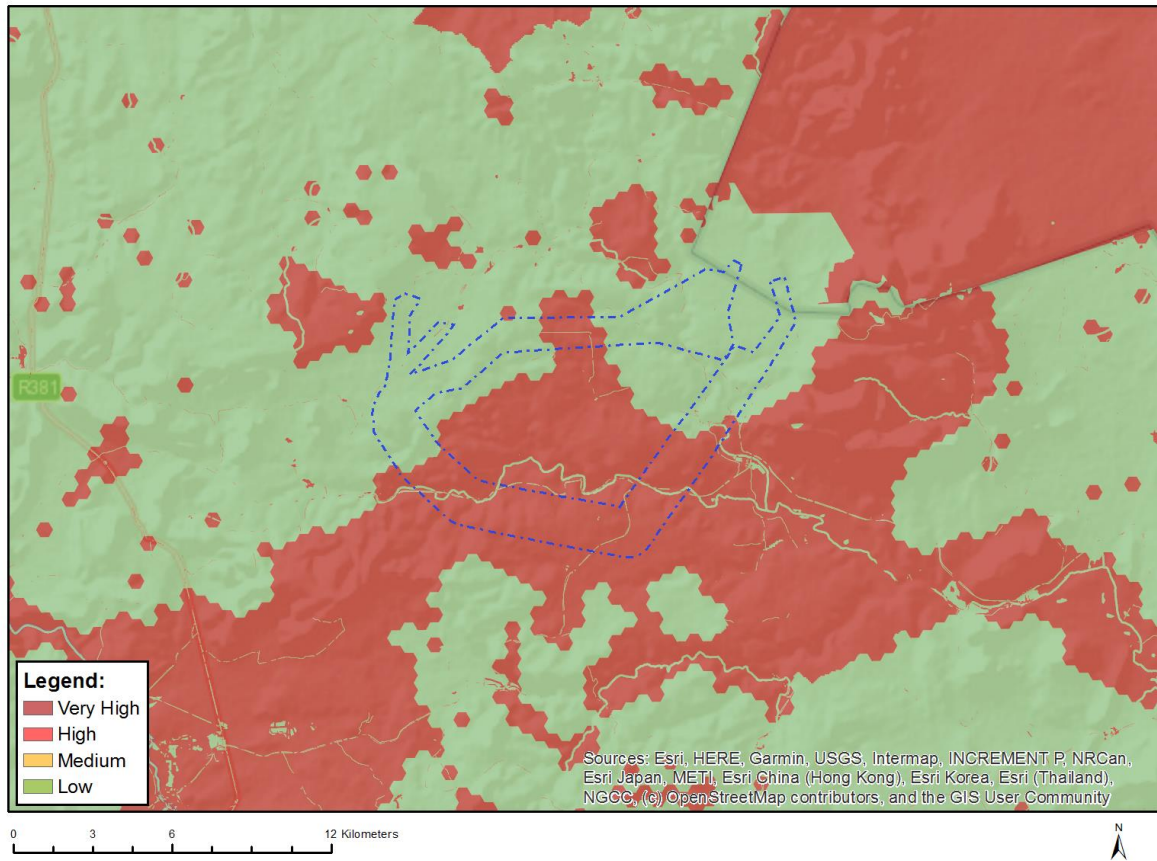 R381
Legend:
Very High
High
Medium
Low
Sources: Esri, HERE, Garmin, USGS, Intermap, INCREMENT P, NRCan,
Esri Japan, METI, Esri China (Hong Kong), Esri Korea, Esri (Thailand),
NGCC, (c) OpenStreetMap contributors, and the GIS User Community
0 3 6 12 Kilometers
N